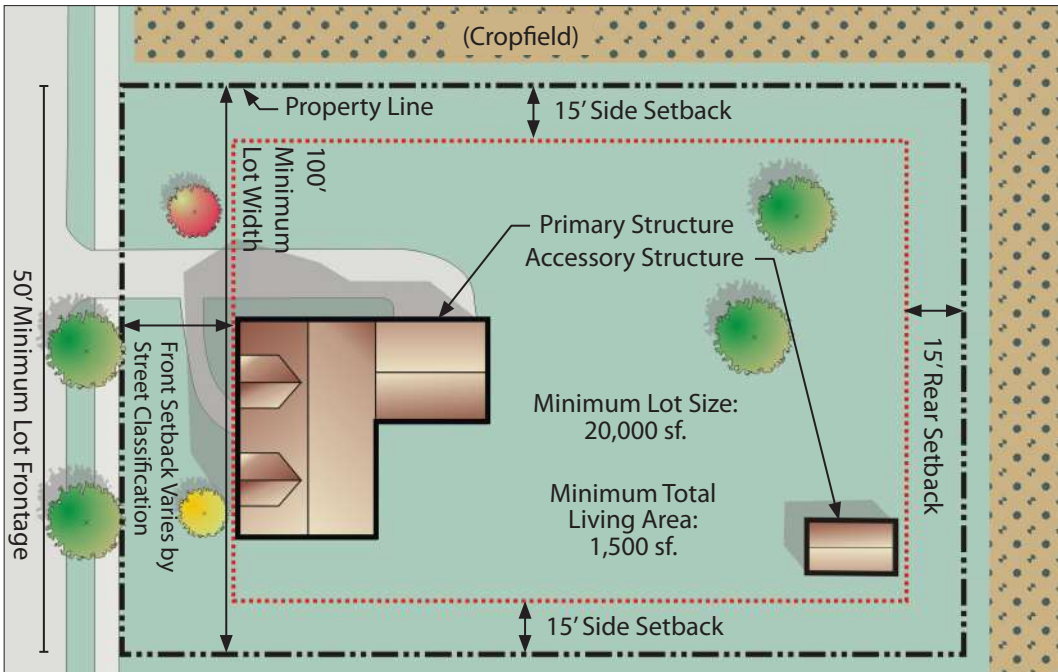 (Cropfield)
Property Line
15’ Side Setback
100’
Minimum
Lot Width
Primary Structure
Accessory Structure
50’ Minimum Lot Frontage
Front Setback Varies by
Street Classification
15’ Rear Setback
Minimum Lot Size:
20,000 sf.
Minimum Total
Living Area:
1,500 sf.
15’ Side Setback